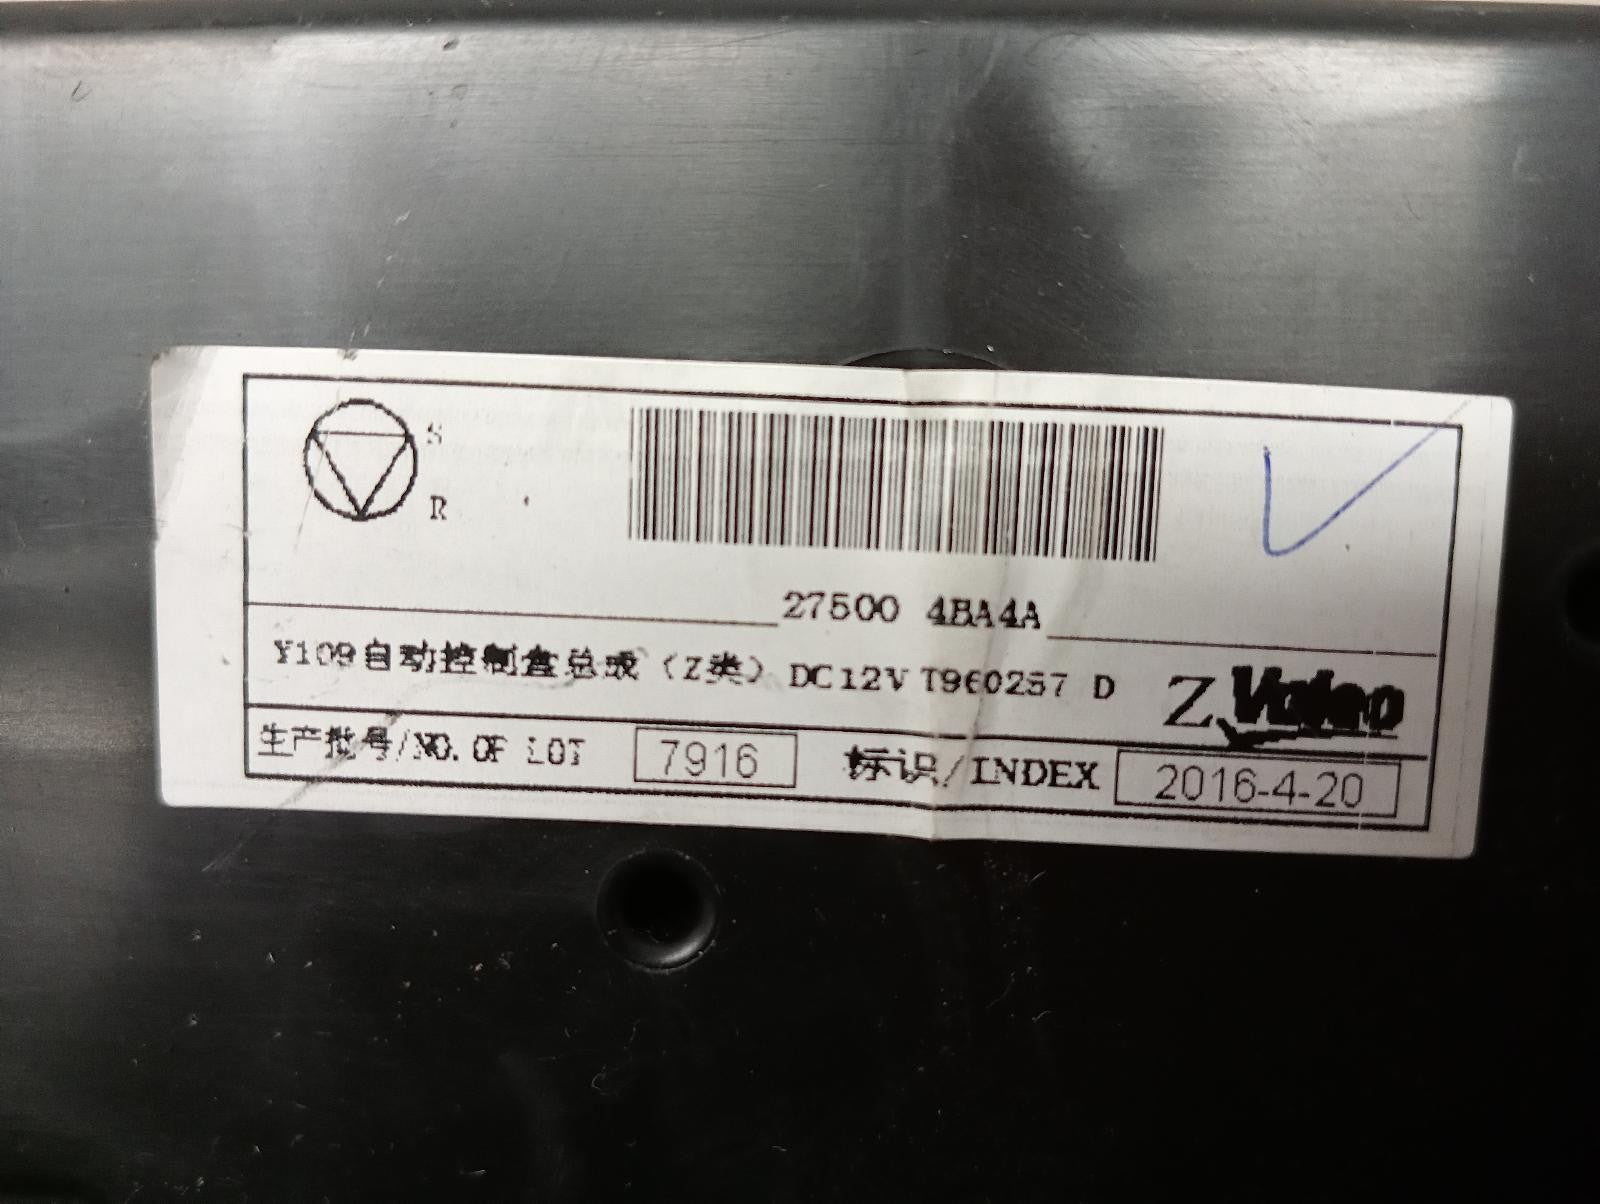 S
R
27500 4BA4A
Y109自动控制盒总成（Z类）DC12V T960257 D
Z Valeo
生产批号/NO. OF LOT 7916 标识/INDEX 2016-4-20